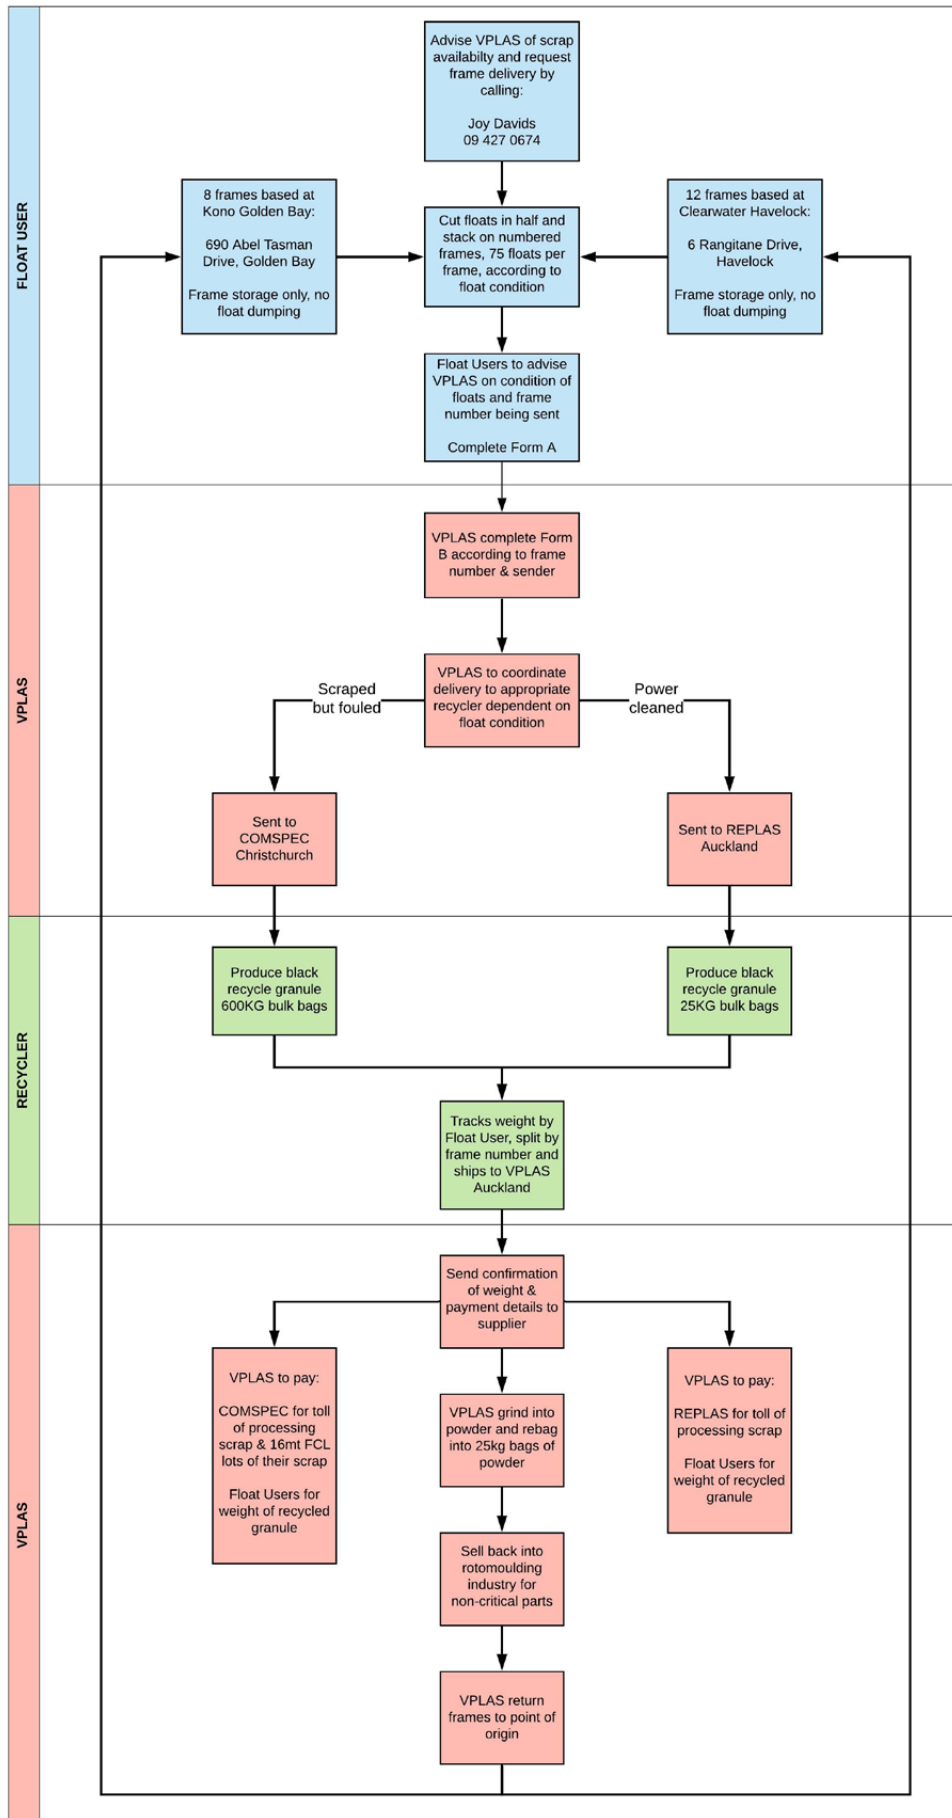 FLOAT USER
Advise VPLAS of scrap
availabilty and request
frame delivery by
calling:
Joy Davids
09 427 0674
8 frames based at
Kono Golden Bay:
690 Abel Tasman
Drive, Golden Bay
Frame storage only, no
float dumping
Cut floats in half and
stack on numbered
frames, 75 floats per
frame, according to
float condition
12 frames based at
Clearwater Havelock:
6 Rangitane Drive,
Havelock
Frame storage only, no
float dumping
Float Users to advise
VPLAS on condition of
floats and frame
number being sent
Complete Form A
VPLAS
VPLAS complete Form
B according to frame
number & sender
VPLAS to coordinate
delivery to appropriate
recycler dependent on
float condition
Scraped
but fouled
Power
cleaned
Sent to
COMSPEC
Christchurch
Sent to REPLAS
Auckland
RECYCLER
Produce black
recycle granule
600KG bulk bags
Produce black
recycle granule
25KG bulk bags
Tracks weight by
Float User, split by
frame number and
ships to VPLAS
Auckland
VPLAS
Send confirmation
of weight &
payment details to
supplier
VPLAS to pay:
COMSPEC for toll
of processing
scrap & 16mt FCL
lots of their scrap
Float Users for
weight of recycled
granule
VPLAS grind into
powder and rebag
into 25kg bags of
powder
VPLAS to pay:
REPLAS for toll of
processing scrap
Float Users for
weight of recycled
granule
Sell back into
rotomoulding
industry for
non-critical parts
VPLAS return
frames to point of
origin